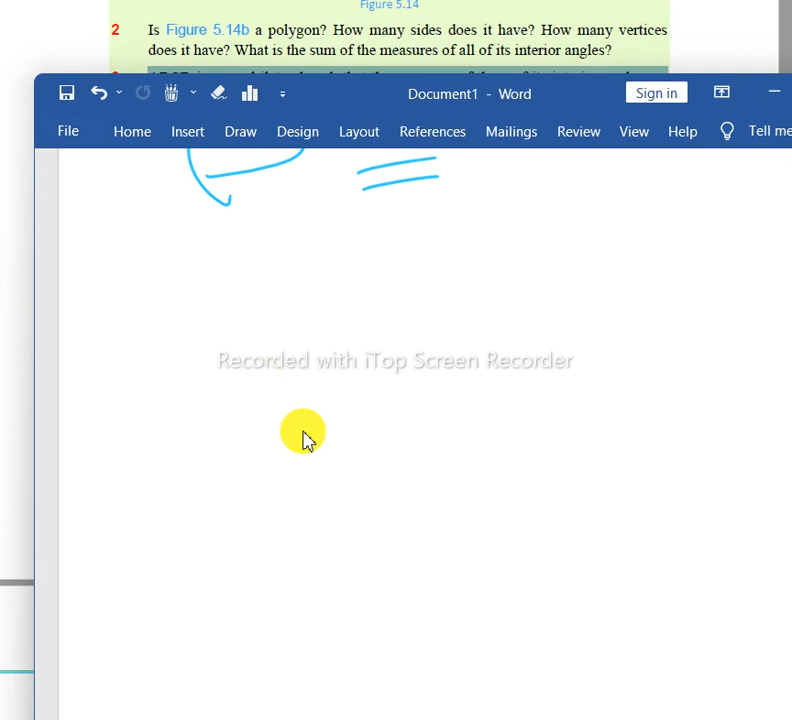 Figure 5.14
2 Is Figure 5.14b a polygon? How many sides does it have? How many vertices
does it have? What is the sum of the measures of all of its interior angles?
Document1 - Word
Sign in
File Home Insert Draw Design Layout References Mailings Review View Help Tell me
Recorded with iTop Screen Recorder